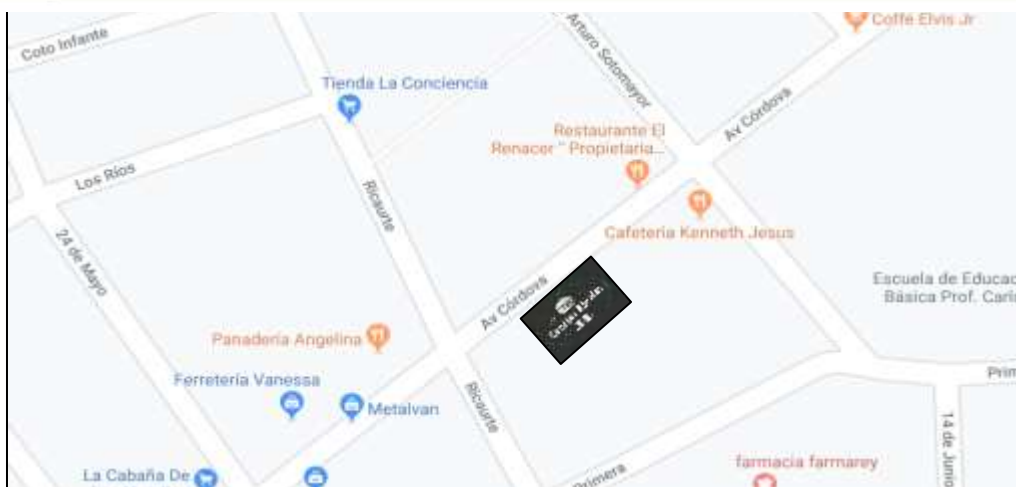 Coto Infante
Arturo Sotomayor
Coffe Elvis Jr
Tienda La Conciencia
Av Córdova
Restaurante El
Renacer " Propietaria...
Los Ríos
Ricaurte
Cafeteria Kenneth Jesus
24 de Mayo
Escuela de Educac
Básica Prof. Carlo
Av Córdova
Panadería Angelina
Ferretería Vanessa
Prim
Metalvan
Ricaurte
14 de Junio
La Cabaña De
Primera
farmacia farmarey